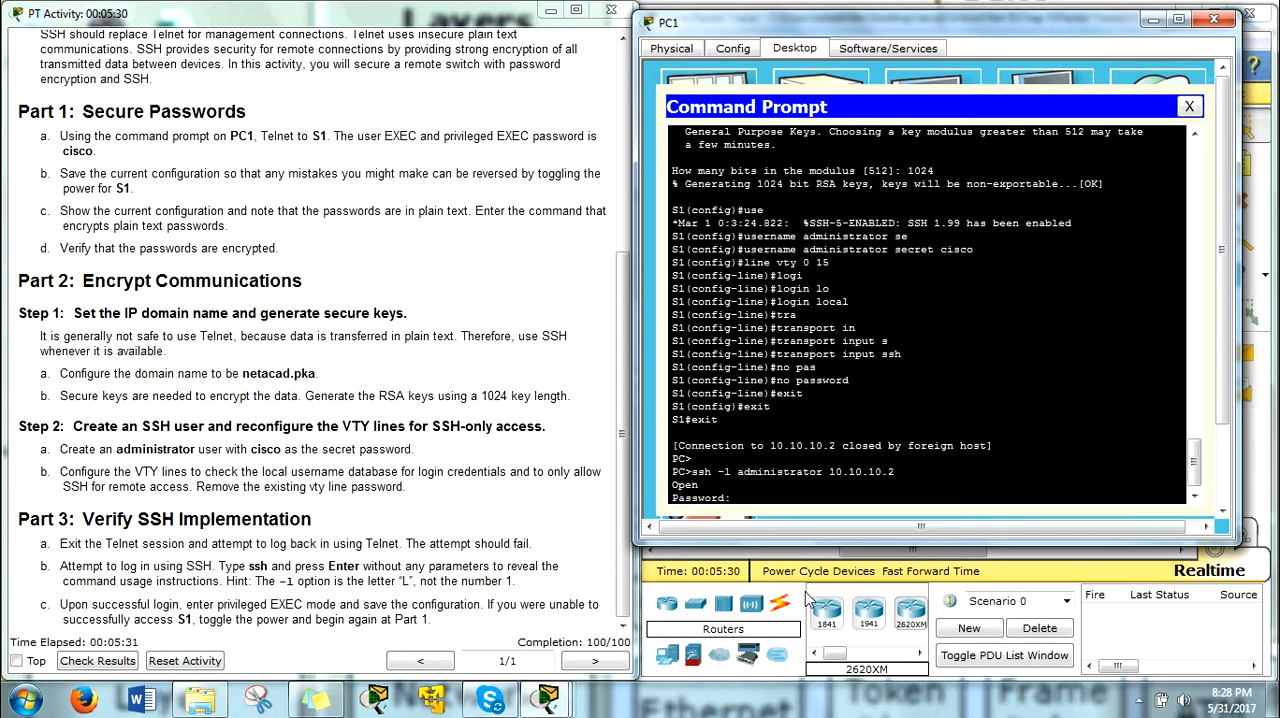 PT Activity: 00:05:30
SSH should replace Telnet for management connections. Telnet uses insecure plain text
communications. SSH provides security for remote connections by providing strong encryption of all
transmitted data between devices. In this activity, you will secure a remote switch with password
encryption and SSH.
Part 1: Secure Passwords
a. Using the command prompt on PC1, Telnet to S1. The user EXEC and privileged EXEC password is
cisco.
b. Save the current configuration so that any mistakes you might make can be reversed by toggling the
power for S1.
c. Show the current configuration and note that the passwords are in plain text. Enter the command that
encrypts plain text passwords.
d. Verify that the passwords are encrypted.
Part 2: Encrypt Communications
Step 1: Set the IP domain name and generate secure keys.
It is generally not safe to use Telnet, because data is transferred in plain text. Therefore, use SSH
whenever it is available.
a. Configure the domain name to be netacad.pka.
b. Secure keys are needed to encrypt the data. Generate the RSA keys using a 1024 key length.
Step 2: Create an SSH user and reconfigure the VTY lines for SSH-only access.
a. Create an administrator user with cisco as the secret password.
b. Configure the VTY lines to check the local username database for login credentials and to only allow
SSH for remote access. Remove the existing vty line password.
Part 3: Verify SSH Implementation
a. Exit the Telnet session and attempt to log back in using Telnet. The attempt should fail.
b. Attempt to log in using SSH. Type ssh and press Enter without any parameters to reveal the
command usage instructions. Hint: The -l option is the letter “L”, not the number 1.
c. Upon successful login, enter privileged EXEC mode and save the configuration. If you were unable to
successfully access S1, toggle the power and begin again at Part 1.
Time Elapsed: 00:05:31
Completion: 100/100
Top
Check Results
Reset Activity
<
1/1
>
PC1
Physical
Config
Desktop
Software/Services
Command Prompt
X
General Purpose Keys. Choosing a key modulus greater than 512 may take
a few minutes.
How many bits in the modulus [512]: 1024
% Generating 1024 bit RSA keys, keys will be non-exportable...[OK]
S1(config)#use
*Mar 1 0:3:24.822: %SSH-5-ENABLED: SSH 1.99 has been enabled
S1(config)#username administrator se
S1(config)#username administrator secret cisco
S1(config)#line vty 0 15
S1(config-line)#logi
S1(config-line)#login lo
S1(config-line)#login local
S1(config-line)#tra
S1(config-line)#transport in
S1(config-line)#transport input s
S1(config-line)#transport input ssh
S1(config-line)#no pas
S1(config-line)#no password
S1(config-line)#exit
S1(config)#exit
S1#exit
[Connection to 10.10.10.2 closed by foreign host]
PC>
PC>ssh -l administrator 10.10.10.2
Open
Password:
Time: 00:05:30
Power Cycle Devices Fast Forward Time
Realtime
Routers
1841
1941
2620XM
2620XM
Scenario 0
New
Delete
Toggle PDU List Window
Fire
Last Status
Source
8:28 PM
5/31/2017